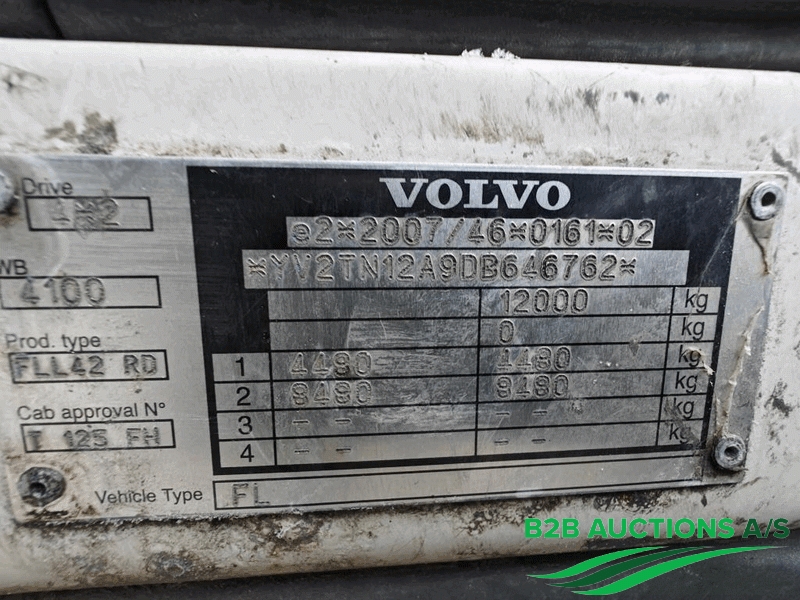 VOLVO
Drive
4*2
e2*2007/46*0161*02
*YV2TN12A9DB646762*
WB
4100
12000 kg
0 kg
Prod. type
FLL42 RD
1 4480 4480 kg
2 8480 8480 kg
3 -- -- kg
4 -- -- kg
Cab approval N°
T 125 FH
Vehicle Type FL
B2B AUCTIONS A/S